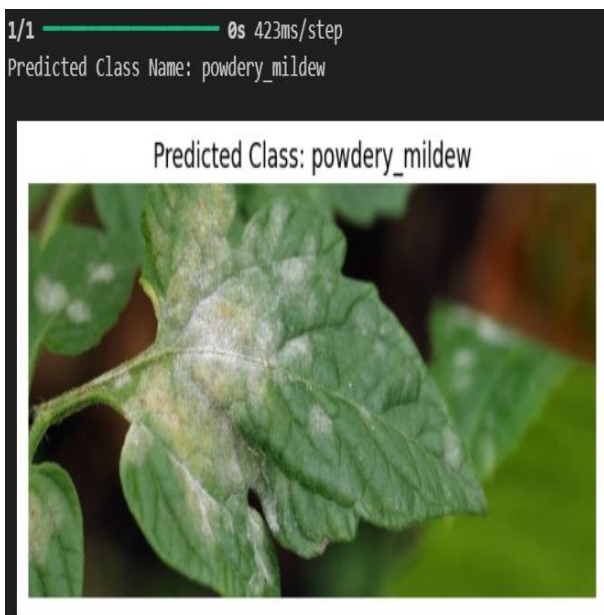 1/1 ━━━━━━━━━━━━━━━━━━━━ 0s 423ms/step
Predicted Class Name: powdery_mildew
Predicted Class: powdery_mildew